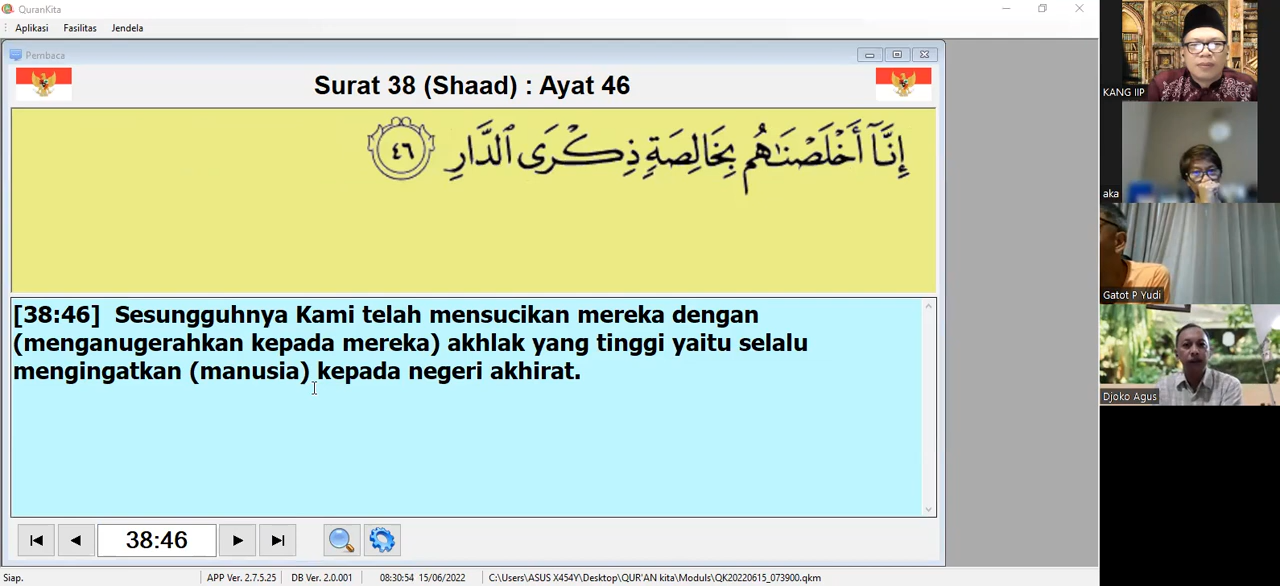 QuranKita
Aplikasi Fasilitas Jendela
Pembaca
Surat 38 (Shaad) : Ayat 46
إِنَّآ أَخْلَصْنَٰهُم بِخَالِصَةٍ ذِكْرَى ٱلدَّارِ ٤٦
[38:46] Sesungguhnya Kami telah mensucikan mereka dengan
(menganugerahkan kepada mereka) akhlak yang tinggi yaitu selalu
mengingatkan (manusia) kepada negeri akhirat.
38:46
Siap. APP Ver. 2.7.5.25 DB Ver. 2.0.001 08:30:54 15/06/2022 C:\Users\ASUS X454Y\Desktop\QUR'AN kita\Moduls\QK20220615_073900.qkm
KANG IIP
aka
Gatot P Yudi
Djoko Agus